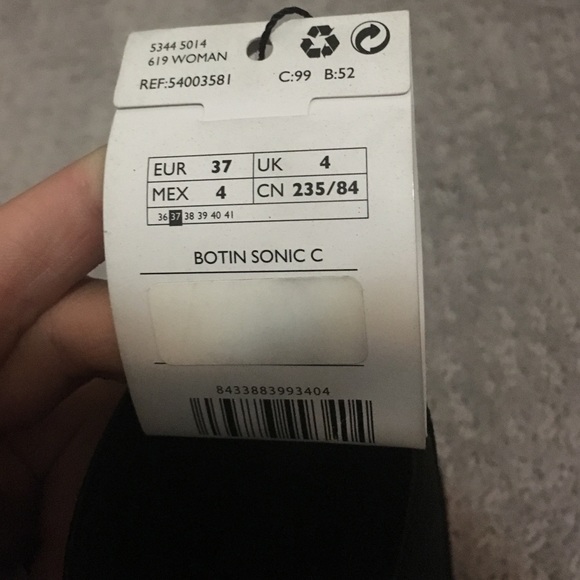 5344 5014
619 WOMAN
REF:54003581
C:99 B:52
EUR 37 UK 4
MEX 4 CN 235/84
36 37 38 39 40 41
BOTIN SONIC C
8433883993404